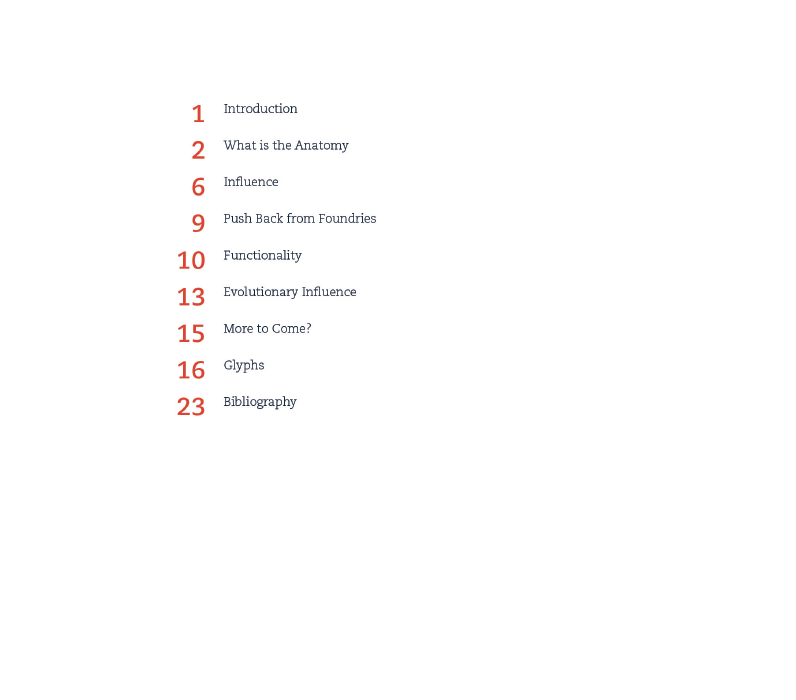 1 Introduction
2 What is the Anatomy
6 Influence
9 Push Back from Foundries
10 Functionality
13 Evolutionary Influence
15 More to Come?
16 Glyphs
23 Bibliography